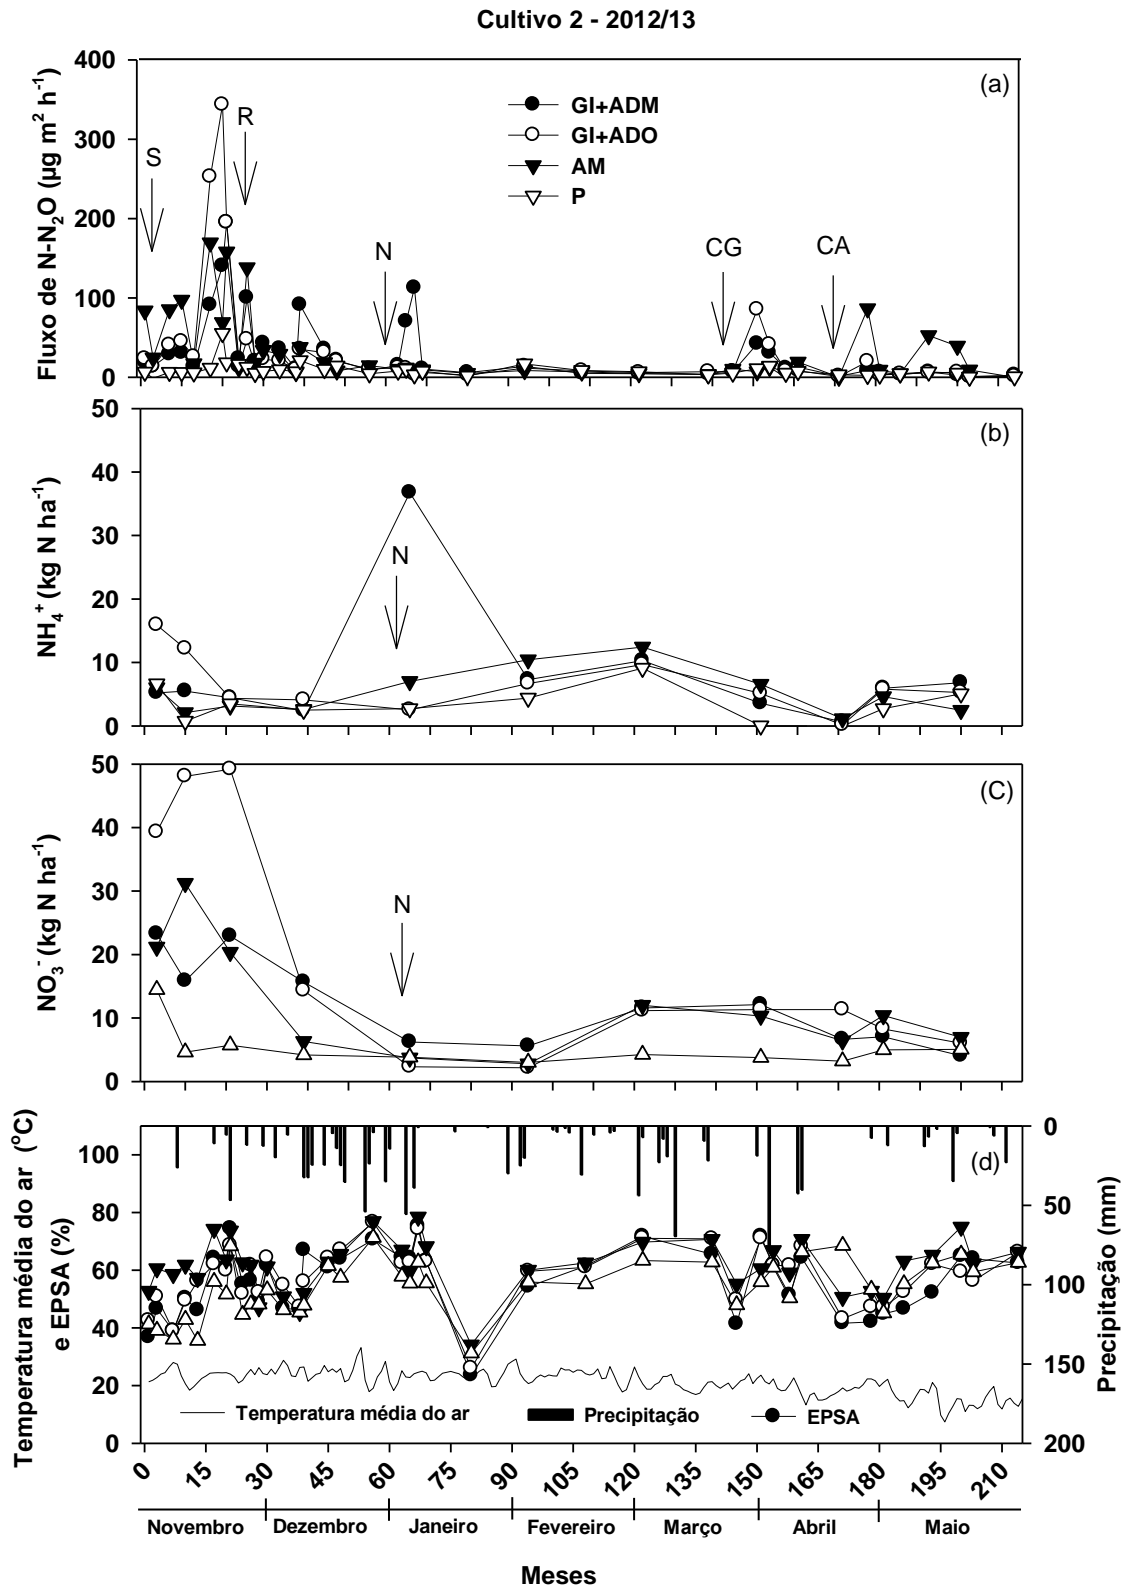 Cultivo 2 - 2012/13
Fluxo de N-N₂O (µg m² h⁻¹)
400
300
200
100
0
(a)
GI+ADM
GI+ADO
AM
P
S
R
N
CG
CA
NH₄⁺ (kg N ha⁻¹)
50
40
30
20
10
0
(b)
N
NO₃⁻ (kg N ha⁻¹)
50
40
30
20
10
0
(C)
N
Temperatura média do ar (°C)
e EPSA (%)
100
80
60
40
20
0
(d)
0
50
100
150
200
Precipitação (mm)
Temperatura média do ar
Precipitação
EPSA
0 15 30 45 60 75 90 105 120 135 150 165 180 195 210
Novembro Dezembro Janeiro Fevereiro Março Abril Maio
Meses